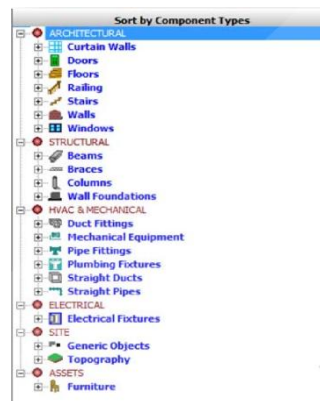 Sort by Component Types
ARCHITECTURAL
Curtain Walls
Doors
Floors
Railing
Stairs
Walls
Windows
STRUCTURAL
Beams
Braces
Columns
Wall Foundations
HVAC & MECHANICAL
Duct Fittings
Mechanical Equipment
Pipe Fittings
Plumbing Fixtures
Straight Ducts
Straight Pipes
ELECTRICAL
Electrical Fixtures
SITE
Generic Objects
Topography
ASSETS
Furniture